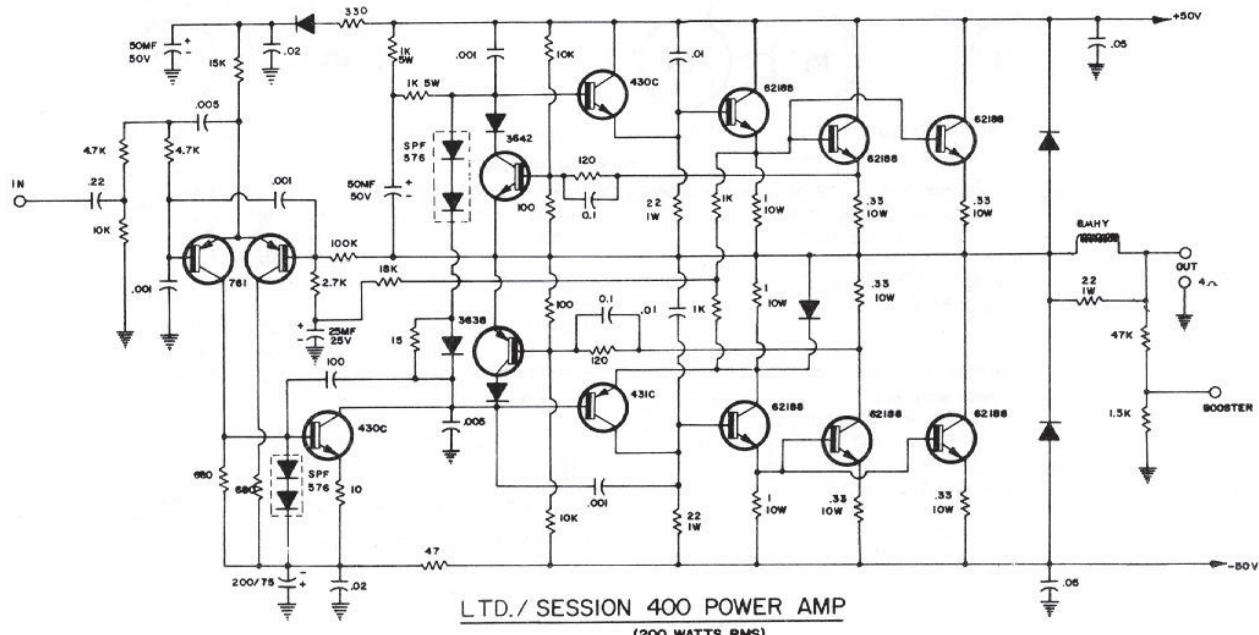 330
+50V
50MF
50V
.02
15K
1K
5W
.001
10K
.01
.05
1K 5W
430C
62188
62188
62188
.005
4.7K
4.7K
SPF
576
3642
120
0.1
50MF
50V
100
22
1W
1K
1
10W
.33
10W
.33
10W
IN
.22
10K
.001
8MHY
OUT
4Ω
100K
18K
761
2.7K
.001
25MF
25V
15
3638
100
0.1
.01
120
1K
1
10W
.33
10W
22
1W
47K
BOOSTER
1.5K
100
430C
.005
431C
62188
62188
62188
680
680
SPF
576
10
.001
10K
22
1W
1
10W
.33
10W
.33
10W
47
200/75
.02
-50V
.05
LTD./ SESSION 400 POWER AMP
(200 WATTS RMS)